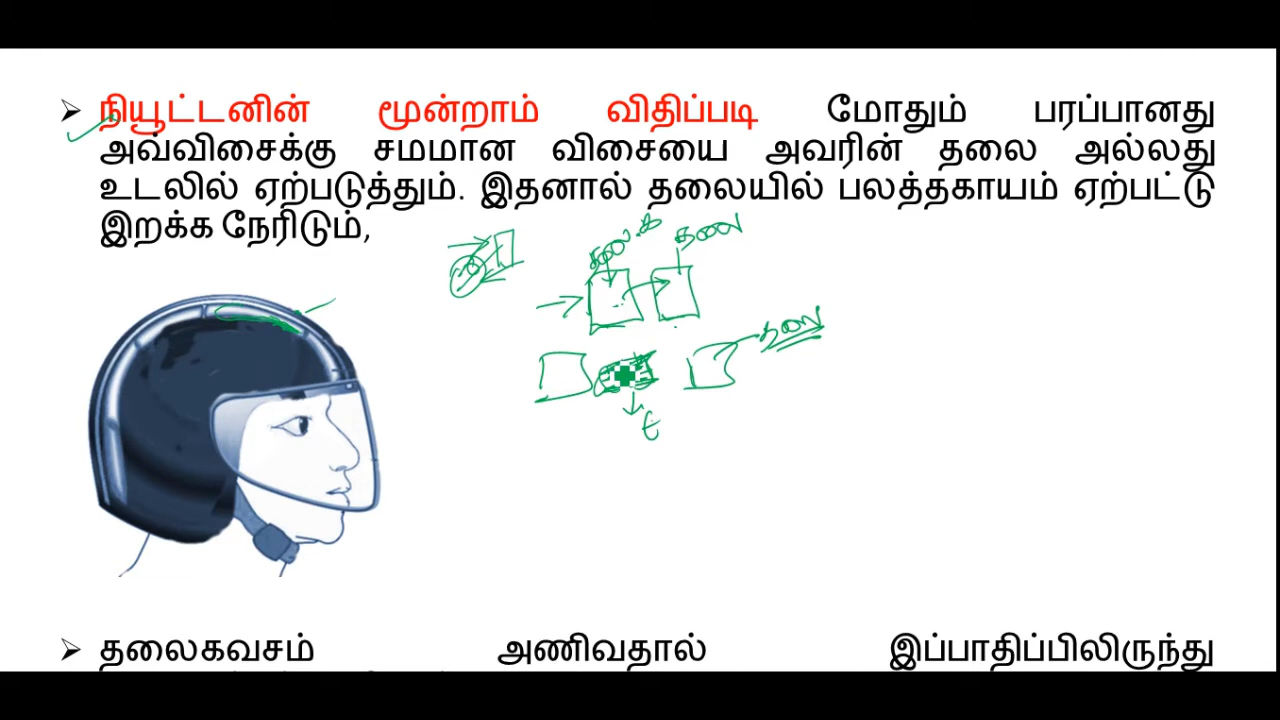 நியூட்டனின் மூன்றாம் விதிப்படி மோதும் பரப்பானது
அவ்விசைக்கு சமமான விசையை அவரின் தலை அல்லது
உடலில் ஏற்படுத்தும். இதனால் தலையில் பலத்தகாயம் ஏற்பட்டு
இறக்க நேரிடும்,
தலை
தலை
t
தலைகவசம் அணிவதால் இப்பாதிப்பிலிருந்து